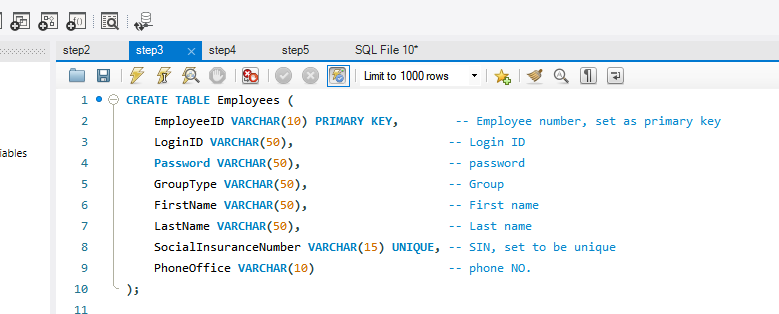 step2 step3 step4 step5 SQL File 10*
Limit to 1000 rows
iables
1 CREATE TABLE Employees (
2 EmployeeID VARCHAR(10) PRIMARY KEY, -- Employee number, set as primary key
3 LoginID VARCHAR(50), -- Login ID
4 Password VARCHAR(50), -- password
5 GroupType VARCHAR(50), -- Group
6 FirstName VARCHAR(50), -- First name
7 LastName VARCHAR(50), -- Last name
8 SocialInsuranceNumber VARCHAR(15) UNIQUE, -- SIN, set to be unique
9 PhoneOffice VARCHAR(10) -- phone NO.
10 );
11